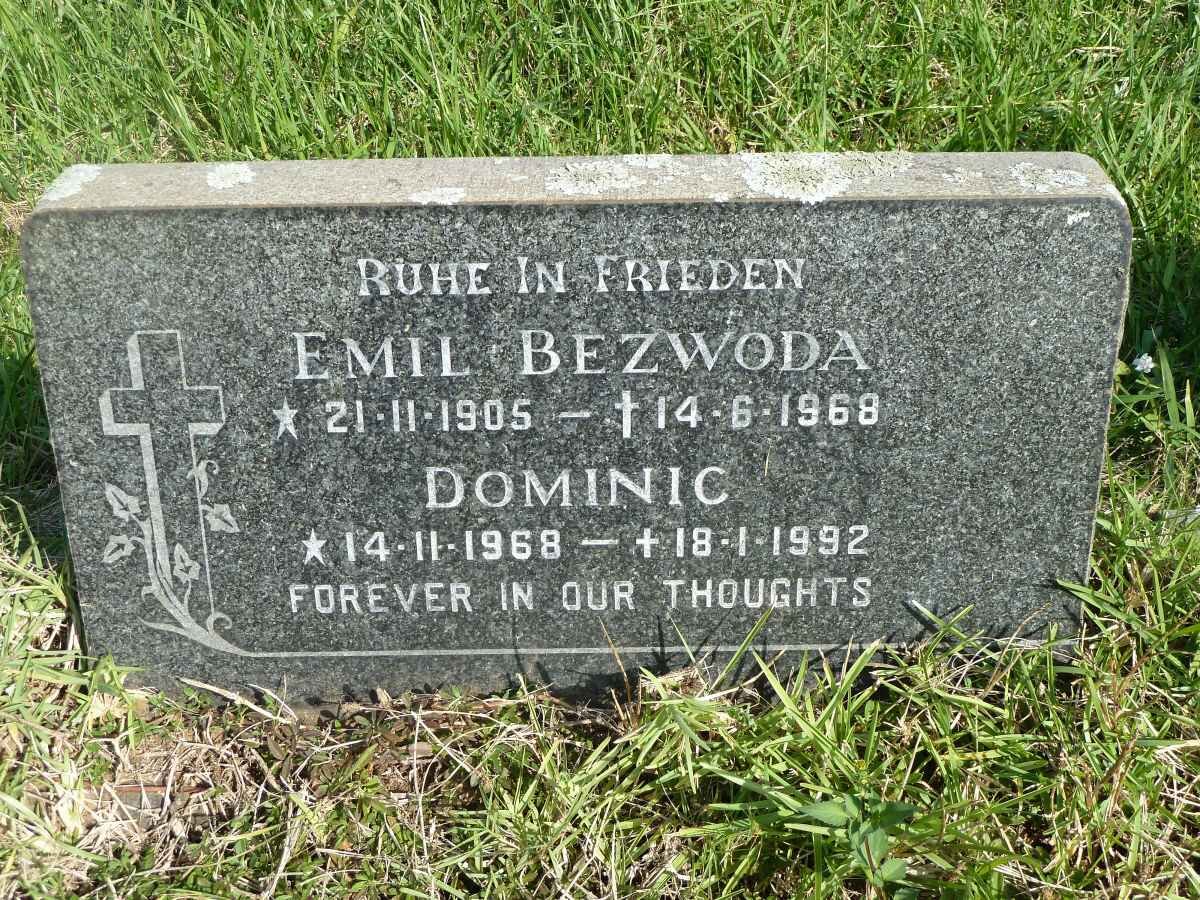 RUHE IN FRIEDEN
EMIL BEZWODA
★ 21·11·1905 – † 14·6·1968
DOMINIC
★ 14·11·1968 – ✝ 18·1·1992
FOREVER IN OUR THOUGHTS